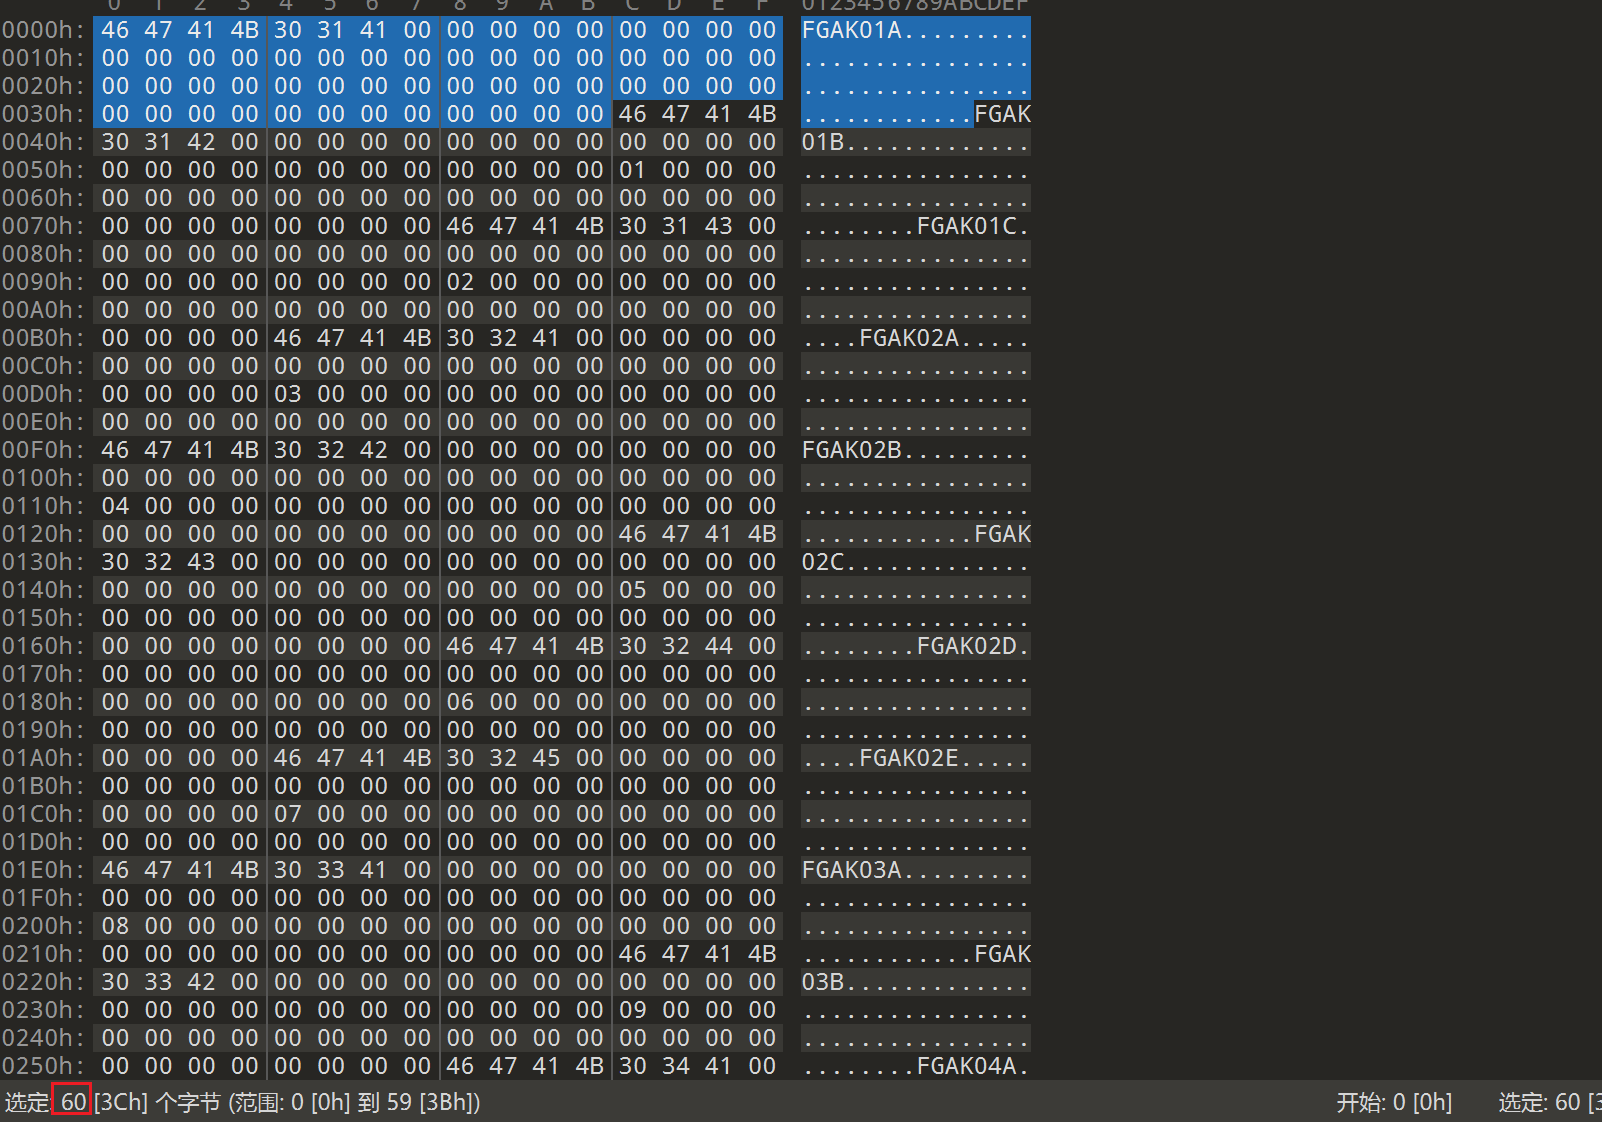 0 1 2 3 4 5 6 7 8 9 A B C D E F 0123456789ABCDEF
0000h: 46 47 41 4B 30 31 41 00 00 00 00 00 00 00 00 00 FGAK01A.........
0010h: 00 00 00 00 00 00 00 00 00 00 00 00 00 00 00 00 ................
0020h: 00 00 00 00 00 00 00 00 00 00 00 00 00 00 00 00 ................
0030h: 00 00 00 00 00 00 00 00 00 00 00 00 46 47 41 4B ............FGAK
0040h: 30 31 42 00 00 00 00 00 00 00 00 00 00 00 00 00 01B.............
0050h: 00 00 00 00 00 00 00 00 00 00 00 00 01 00 00 00 ................
0060h: 00 00 00 00 00 00 00 00 00 00 00 00 00 00 00 00 ................
0070h: 00 00 00 00 00 00 00 00 46 47 41 4B 30 31 43 00 ........FGAK01C.
0080h: 00 00 00 00 00 00 00 00 00 00 00 00 00 00 00 00 ................
0090h: 00 00 00 00 00 00 00 00 02 00 00 00 00 00 00 00 ................
00A0h: 00 00 00 00 00 00 00 00 00 00 00 00 00 00 00 00 ................
00B0h: 00 00 00 00 46 47 41 4B 30 32 41 00 00 00 00 00 ....FGAK02A.....
00C0h: 00 00 00 00 00 00 00 00 00 00 00 00 00 00 00 00 ................
00D0h: 00 00 00 00 03 00 00 00 00 00 00 00 00 00 00 00 ................
00E0h: 00 00 00 00 00 00 00 00 00 00 00 00 00 00 00 00 ................
00F0h: 46 47 41 4B 30 32 42 00 00 00 00 00 00 00 00 00 FGAK02B.........
0100h: 00 00 00 00 00 00 00 00 00 00 00 00 00 00 00 00 ................
0110h: 04 00 00 00 00 00 00 00 00 00 00 00 00 00 00 00 ................
0120h: 00 00 00 00 00 00 00 00 00 00 00 00 46 47 41 4B ............FGAK
0130h: 30 32 43 00 00 00 00 00 00 00 00 00 00 00 00 00 02C.............
0140h: 00 00 00 00 00 00 00 00 00 00 00 00 05 00 00 00 ................
0150h: 00 00 00 00 00 00 00 00 00 00 00 00 00 00 00 00 ................
0160h: 00 00 00 00 00 00 00 00 46 47 41 4B 30 32 44 00 ........FGAK02D.
0170h: 00 00 00 00 00 00 00 00 00 00 00 00 00 00 00 00 ................
0180h: 00 00 00 00 00 00 00 00 06 00 00 00 00 00 00 00 ................
0190h: 00 00 00 00 00 00 00 00 00 00 00 00 00 00 00 00 ................
01A0h: 00 00 00 00 46 47 41 4B 30 32 45 00 00 00 00 00 ....FGAK02E.....
01B0h: 00 00 00 00 00 00 00 00 00 00 00 00 00 00 00 00 ................
01C0h: 00 00 00 00 07 00 00 00 00 00 00 00 00 00 00 00 ................
01D0h: 00 00 00 00 00 00 00 00 00 00 00 00 00 00 00 00 ................
01E0h: 46 47 41 4B 30 33 41 00 00 00 00 00 00 00 00 00 FGAK03A.........
01F0h: 00 00 00 00 00 00 00 00 00 00 00 00 00 00 00 00 ................
0200h: 08 00 00 00 00 00 00 00 00 00 00 00 00 00 00 00 ................
0210h: 00 00 00 00 00 00 00 00 00 00 00 00 46 47 41 4B ............FGAK
0220h: 30 33 42 00 00 00 00 00 00 00 00 00 00 00 00 00 03B.............
0230h: 00 00 00 00 00 00 00 00 00 00 00 00 09 00 00 00 ................
0240h: 00 00 00 00 00 00 00 00 00 00 00 00 00 00 00 00 ................
0250h: 00 00 00 00 00 00 00 00 46 47 41 4B 30 34 41 00 ........FGAK04A.
选定: 60 [3Ch] 个字节 (范围: 0 [0h] 到 59 [3Bh]) 开始: 0 [0h] 选定: 60 [3